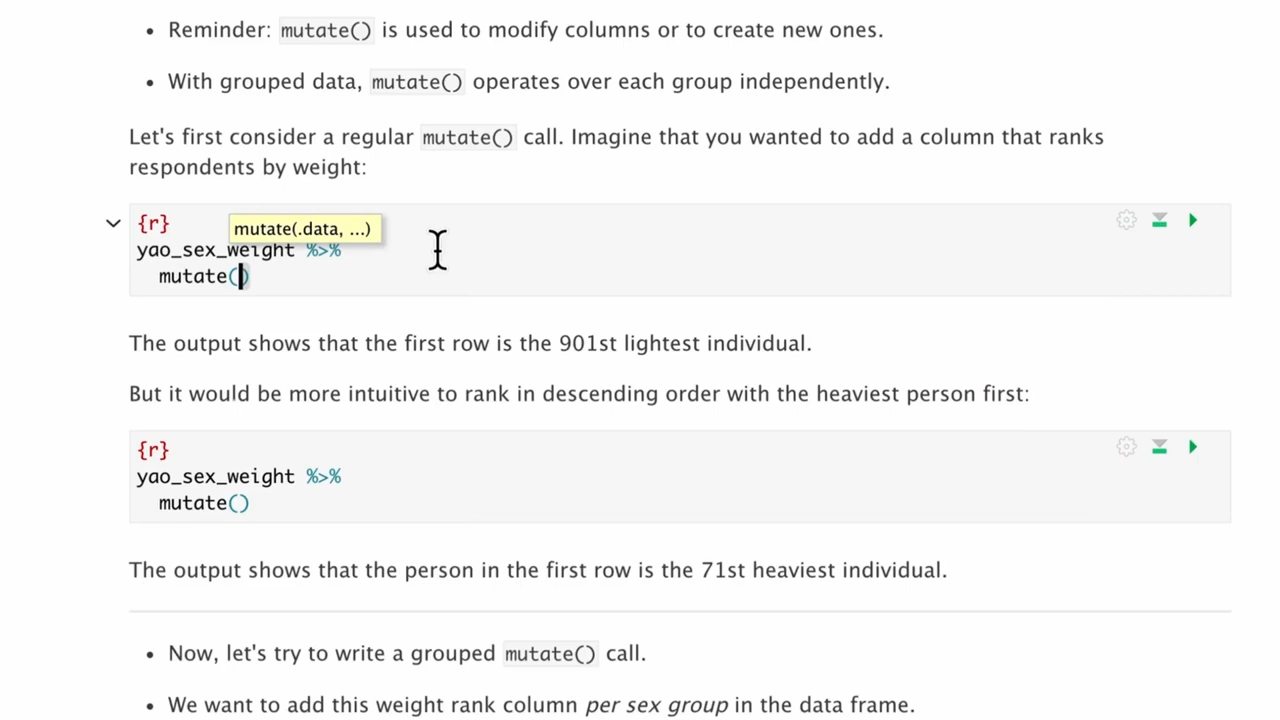 • Reminder: mutate() is used to modify columns or to create new ones.
• With grouped data, mutate() operates over each group independently.
Let's first consider a regular mutate() call. Imagine that you wanted to add a column that ranks
respondents by weight:
{r}
mutate(.data, ...)
yao_sex_weight %>%
mutate()
The output shows that the first row is the 901st lightest individual.
But it would be more intuitive to rank in descending order with the heaviest person first:
{r}
yao_sex_weight %>%
mutate()
The output shows that the person in the first row is the 71st heaviest individual.
• Now, let's try to write a grouped mutate() call.
• We want to add this weight rank column per sex group in the data frame.